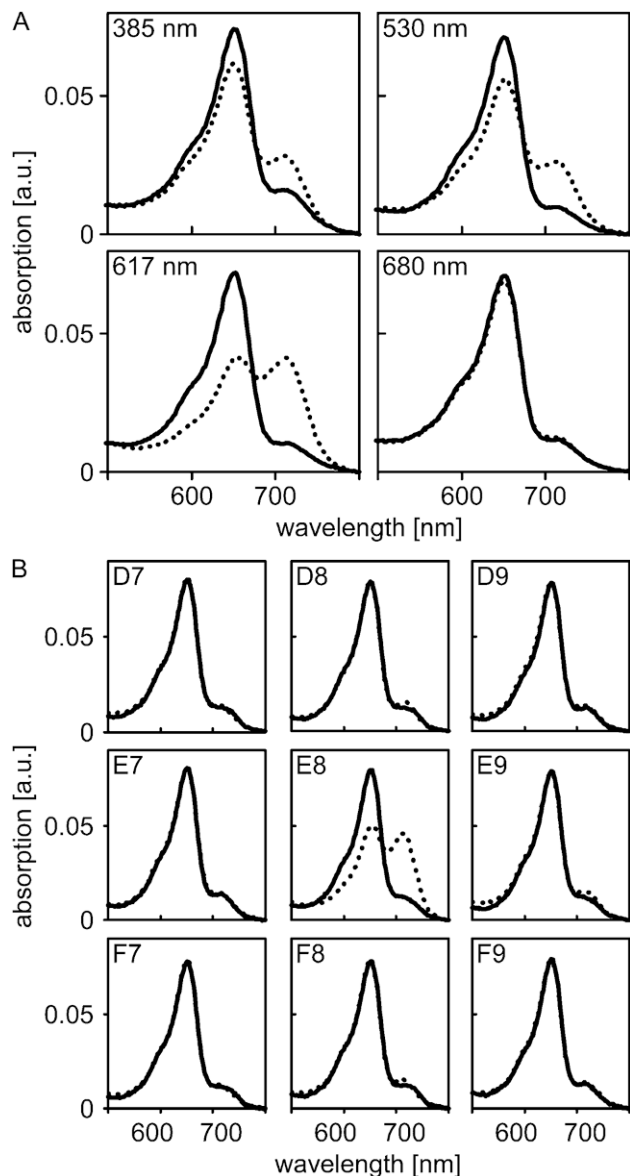 A
385 nm
530 nm
0.05
0
617 nm
680 nm
0.05
0
absorption [a.u.]
600 700 600 700
wavelength [nm]
B
D7 D8 D9
0.05
0
E7 E8 E9
0.05
0
F7 F8 F9
0.05
0
absorption [a.u.]
600 700 600 700 600 700
wavelength [nm]